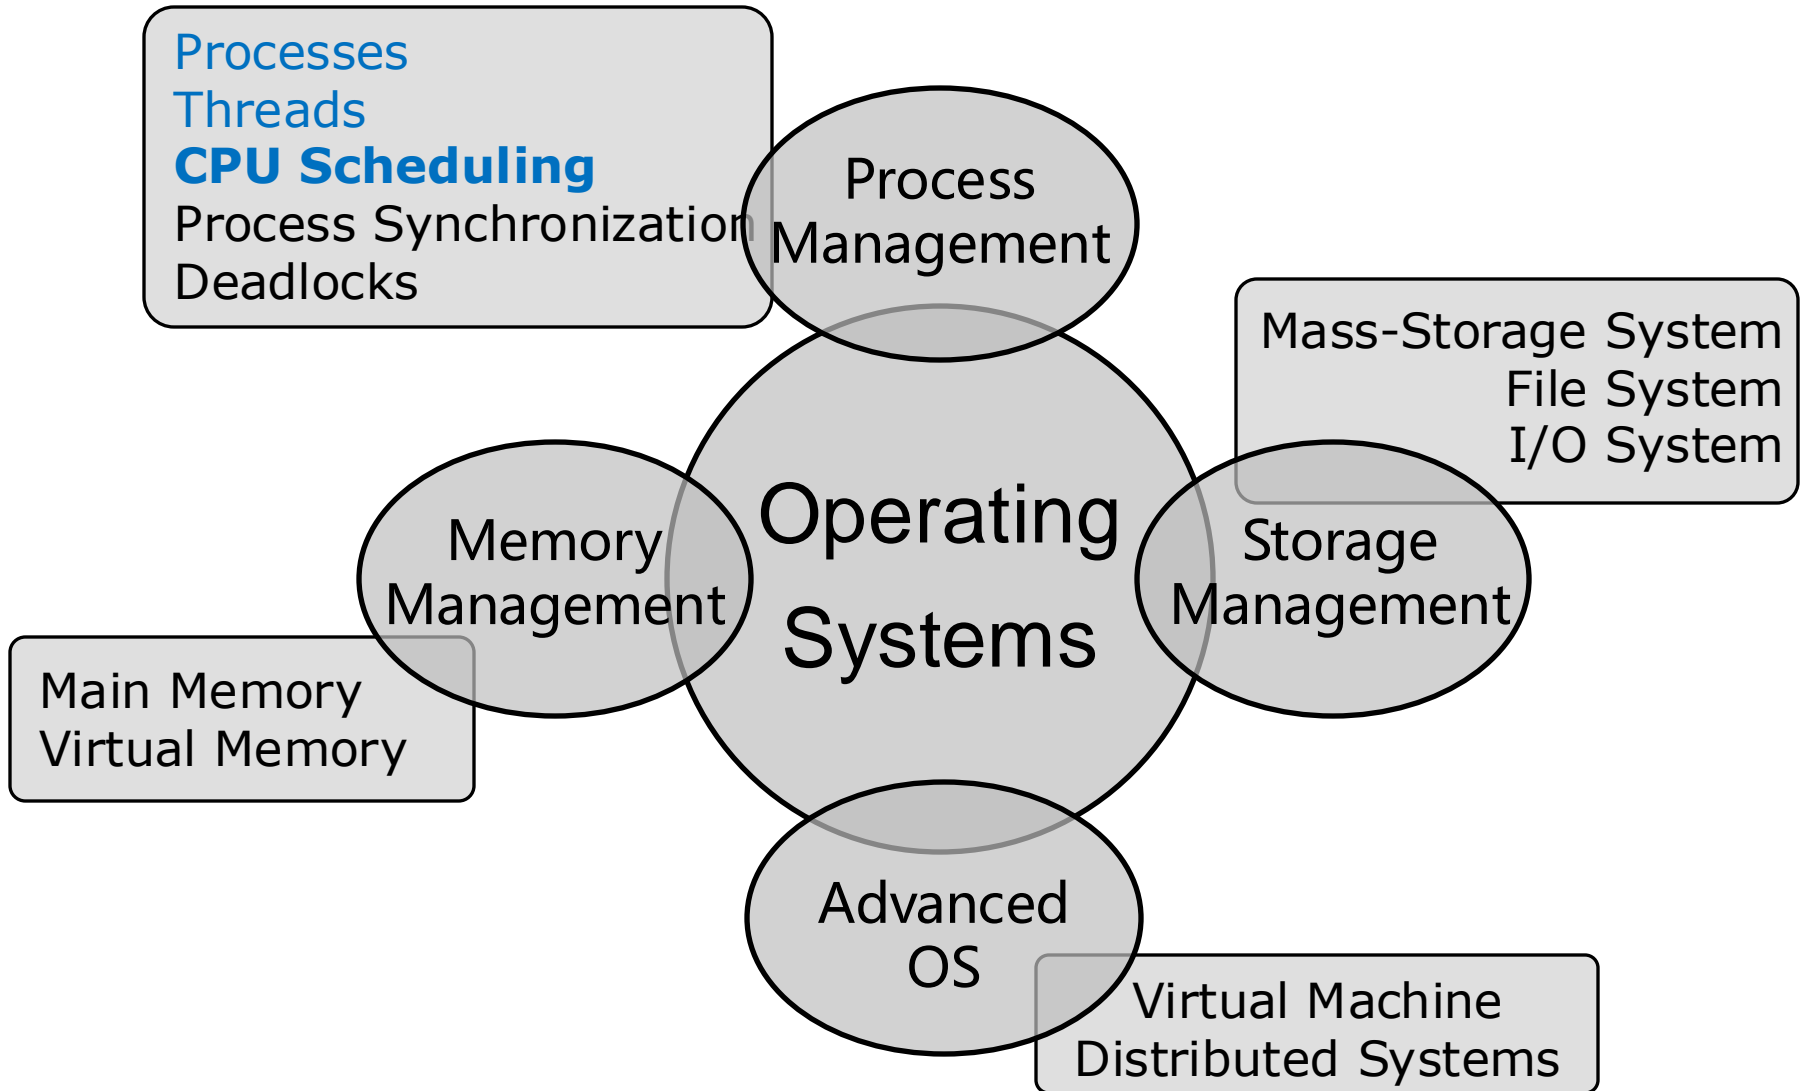 Processes
Threads
CPU Scheduling
Process Synchronization
Deadlocks
Process
Management
Mass-Storage System
File System
I/O System
Operating
Systems
Memory
Management
Storage
Management
Main Memory
Virtual Memory
Advanced
OS
Virtual Machine
Distributed Systems